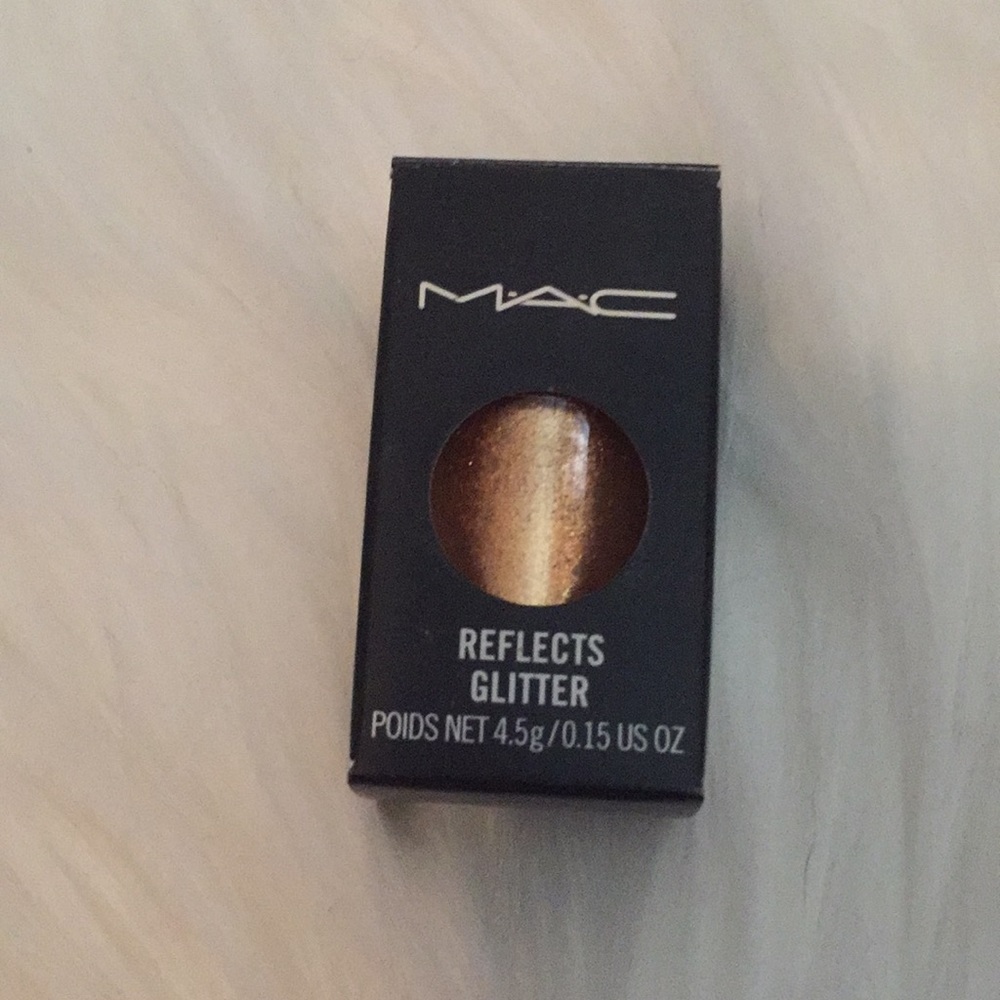 M·A·C
REFLECTS
GLITTER
POIDS NET 4.5g/0.15 US OZ